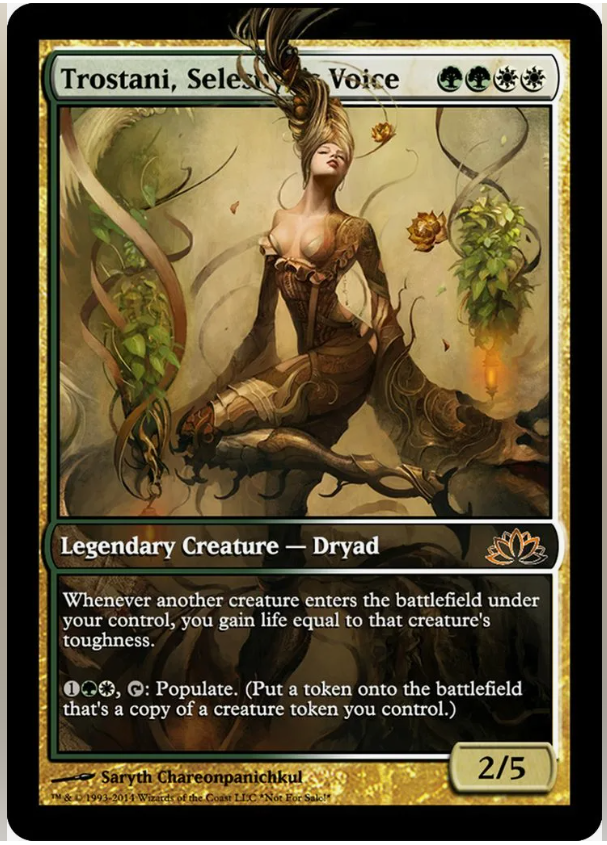 Trostani, Selesnya's Voice
Legendary Creature — Dryad
Whenever another creature enters the battlefield under
your control, you gain life equal to that creature's
toughness.
1, : Populate. (Put a token onto the battlefield
that's a copy of a creature token you control.)
2/5
Saryth Chareonpanichkul
™ & © 1993-2014 Wizards of the Coast LLC *Not For Sale!*